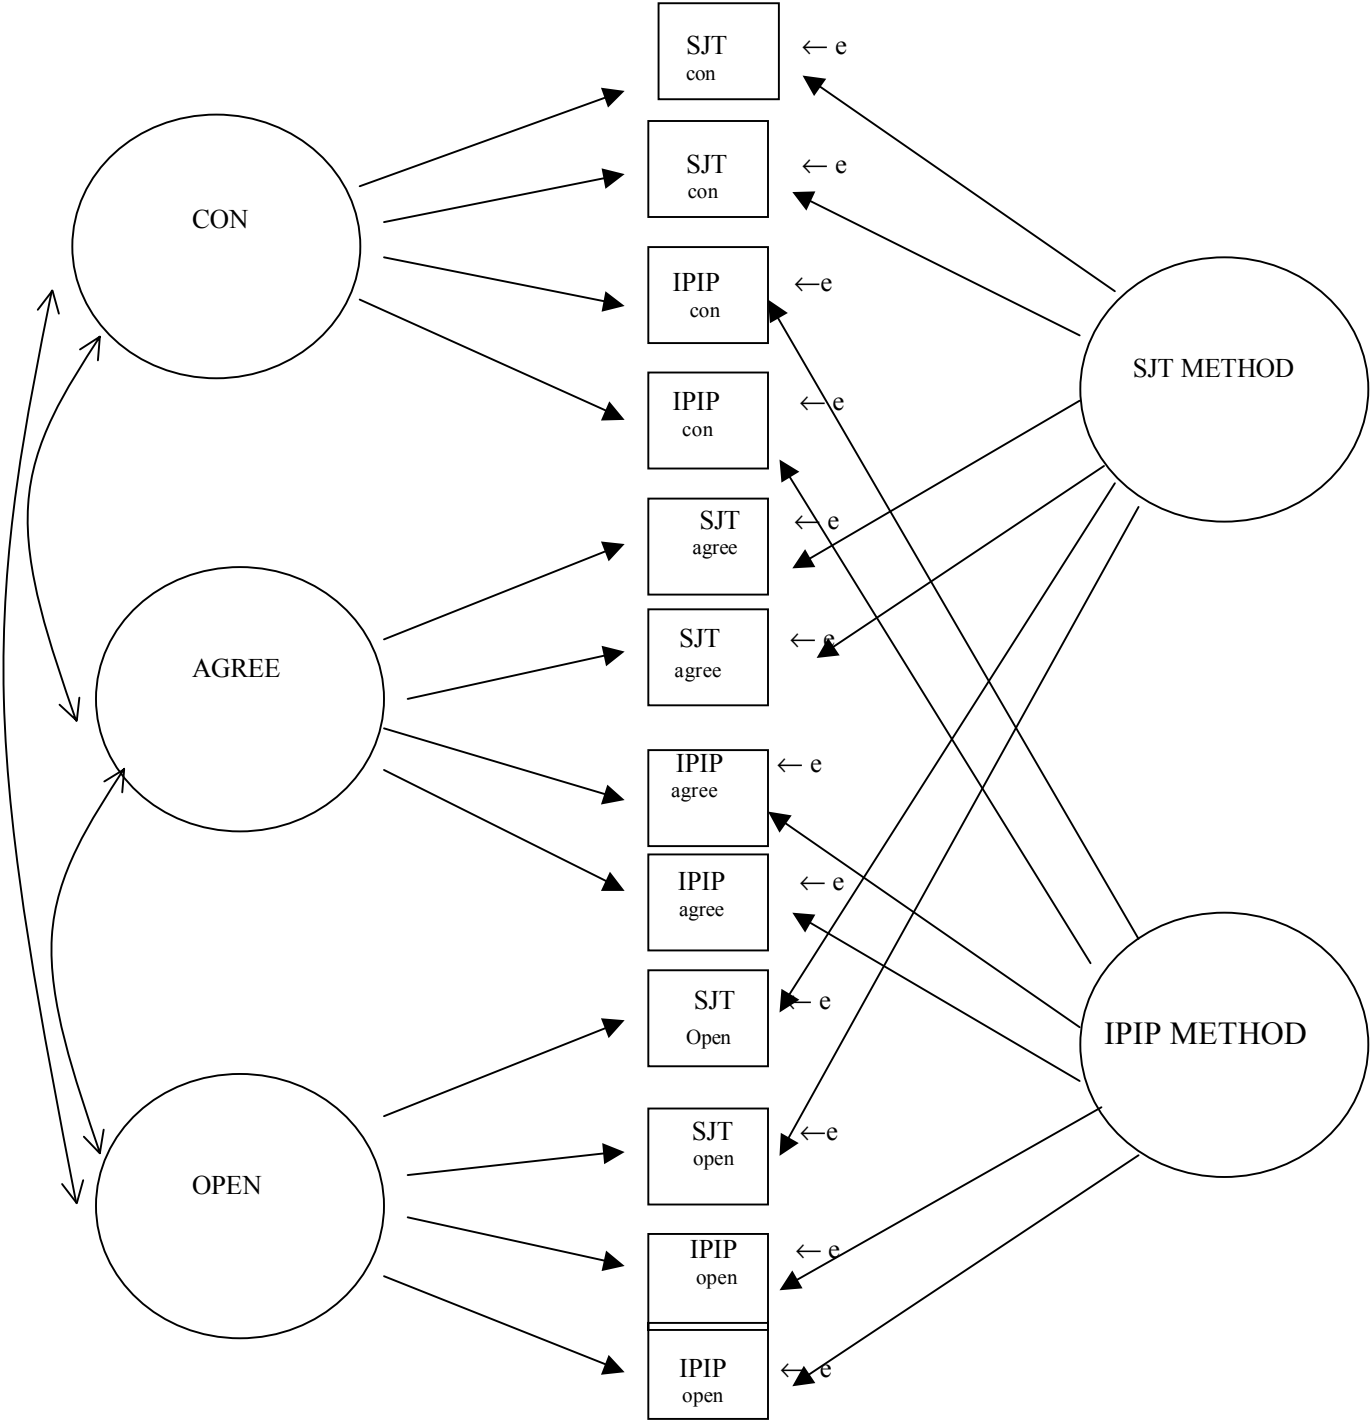 SJT
con
← e
SJT
con
← e
CON
IPIP
con
←e
SJT METHOD
IPIP
con
← e
SJT
agree
← e
SJT
agree
← e
AGREE
IPIP
agree
← e
IPIP
agree
← e
SJT
Open
← e
IPIP METHOD
SJT
open
←e
OPEN
IPIP
open
← e
IPIP
open
← e